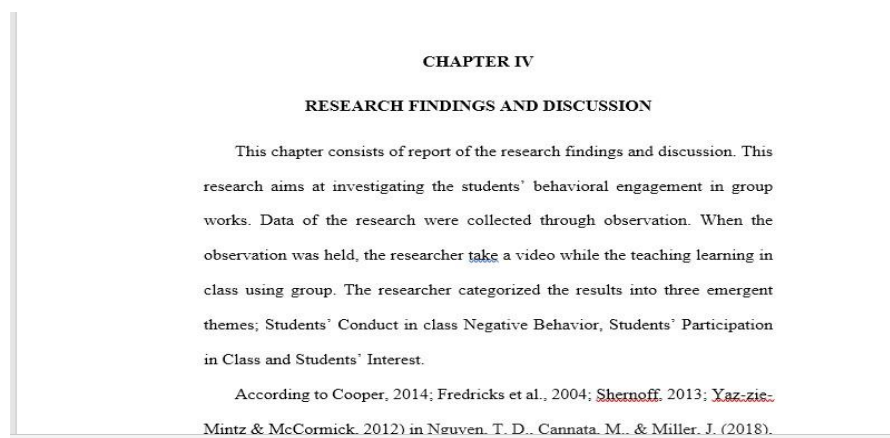 CHAPTER IV
RESEARCH FINDINGS AND DISCUSSION
This chapter consists of report of the research findings and discussion. This
research aims at investigating the students’ behavioral engagement in group
works. Data of the research were collected through observation. When the
observation was held, the researcher take a video while the teaching learning in
class using group. The researcher categorized the results into three emergent
themes; Students’ Conduct in class Negative Behavior, Students’ Participation
in Class and Students’ Interest.
According to Cooper, 2014; Fredricks et al., 2004; Shernoff, 2013; Yaz-zie-
Mintz & McCormick, 2012) in Nguyen, T. D., Cannata, M., & Miller, J. (2018),